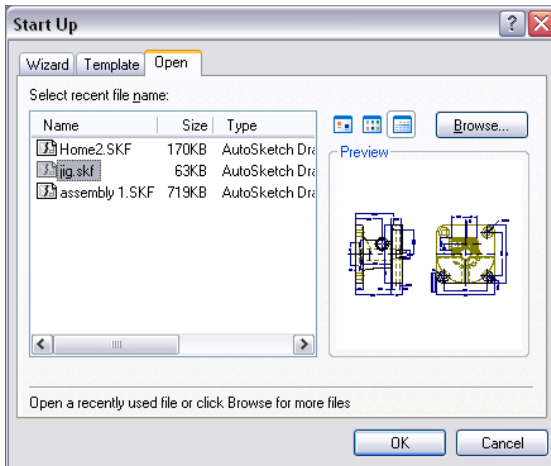 Start Up
Wizard Template Open
Select recent file name:
Name Size Type
Browse...
Home2.SKF 170KB AutoSketch Dra
jig.skf 63KB AutoSketch Dra
assembly 1.SKF 719KB AutoSketch Dra
Preview
Open a recently used file or click Browse for more files
OK Cancel